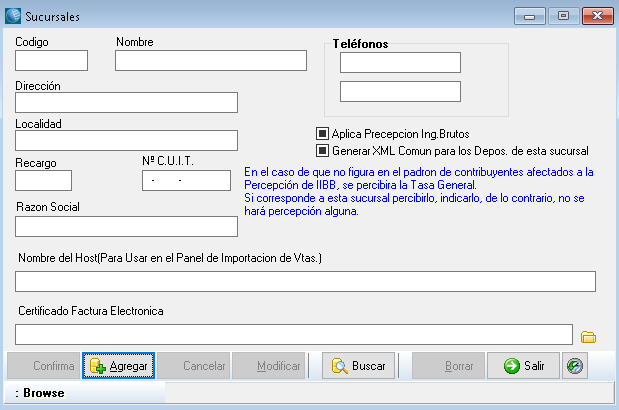 Sucursales
Codigo
Nombre
Teléfonos
Dirección
Localidad
Aplica Precepcion Ing.Brutos
Generar XML Comun para los Depos. de esta sucursal
Recargo
Nº C.U.I.T.
- -
En el caso de que no figura en el padron de contribuyentes afectados a la
Percepción de IIBB, se percibira la Tasa General.
Si corresponde a esta sucursal percibirlo, indicarlo, de lo contrario, no se
hará percepción alguna.
Razon Social
Nombre del Host(Para Usar en el Panel de Importacion de Vtas.)
Certificado Factura Electronica
Confirma
Agregar
Cancelar
Modificar
Buscar
Borrar
Salir
: Browse